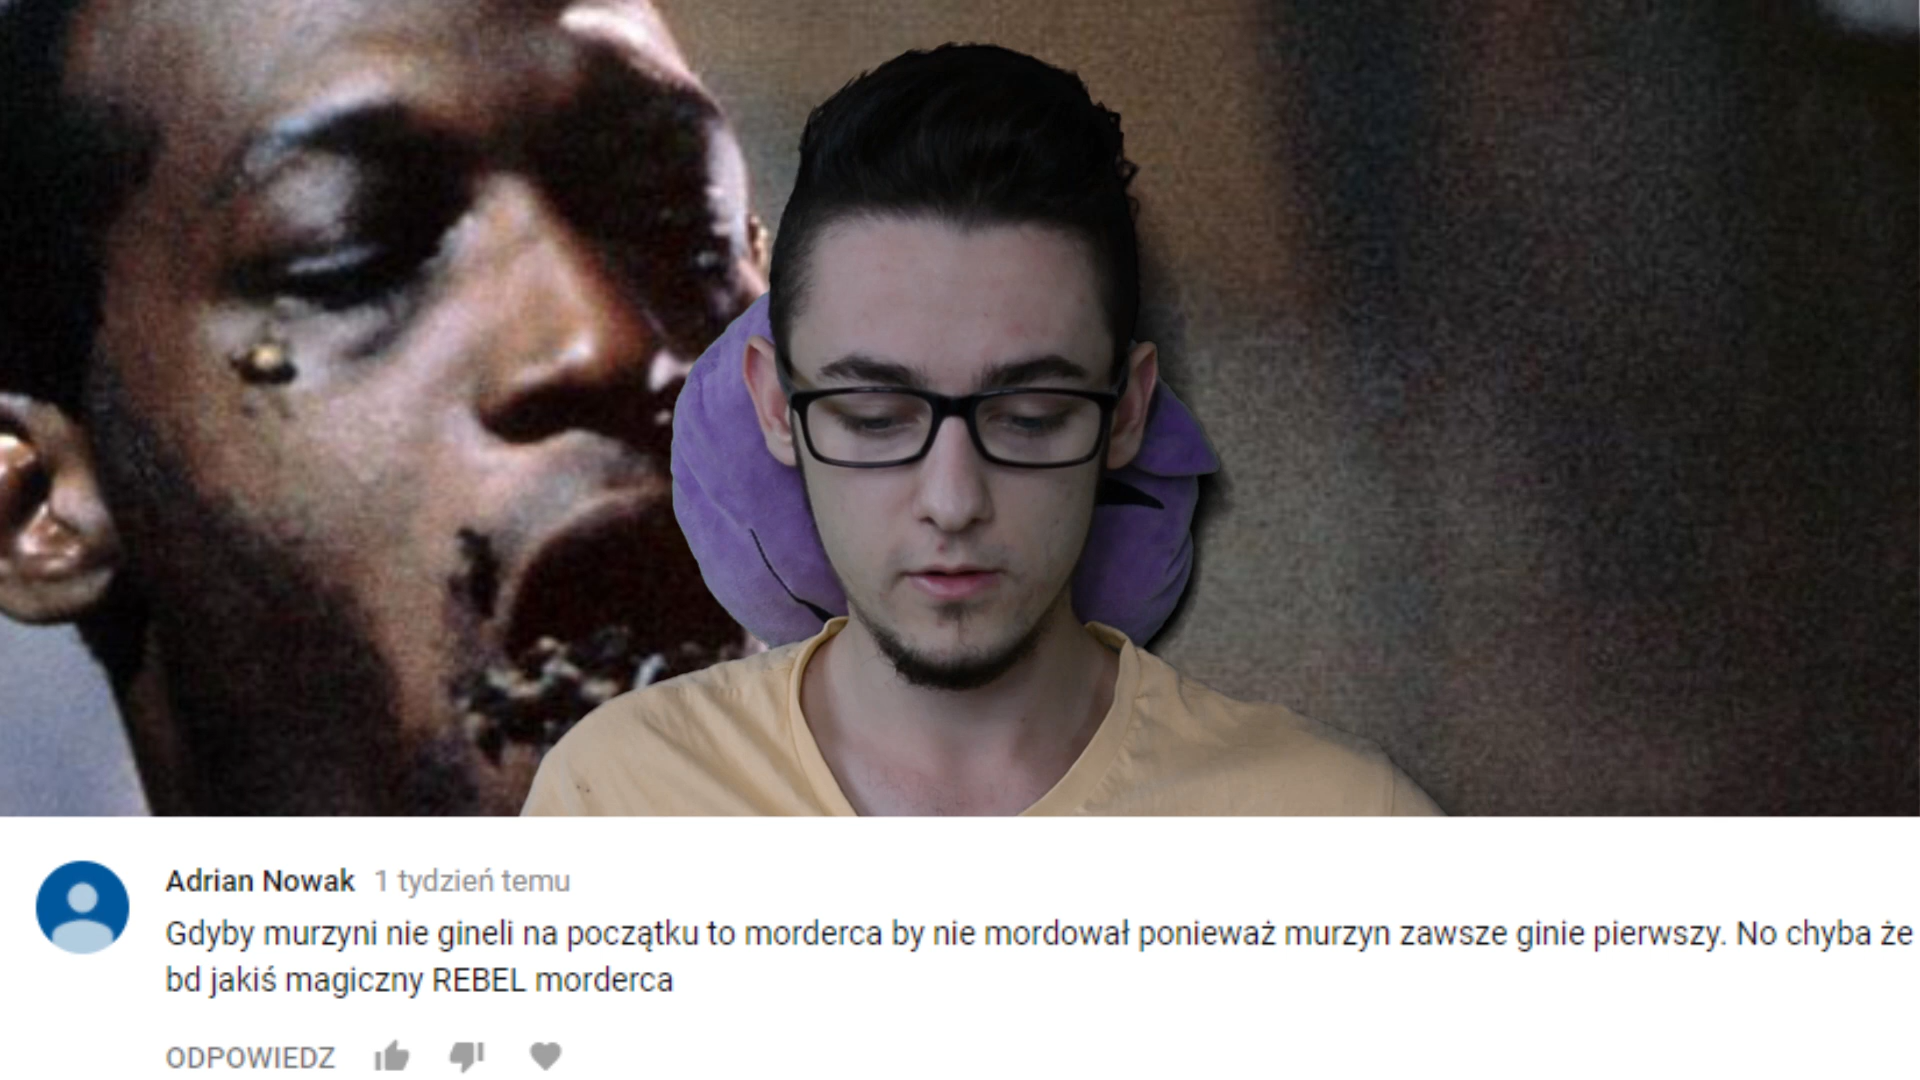 Adrian Nowak 1 tydzień temu
Gdyby murzyni nie gineli na początku to morderca by nie mordował ponieważ murzyn zawsze ginie pierwszy. No chyba że
bd jakiś magiczny REBEL morderca
ODPOWIEDZ